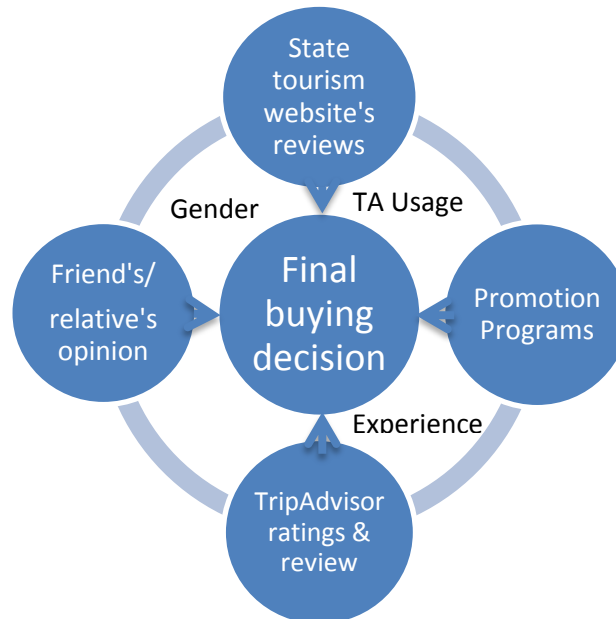 State
tourism
website's
reviews
Gender
TA Usage
Friend's/
relative's
opinion
Final
buying
decision
Promotion
Programs
Experience
TripAdvisor
ratings &
review